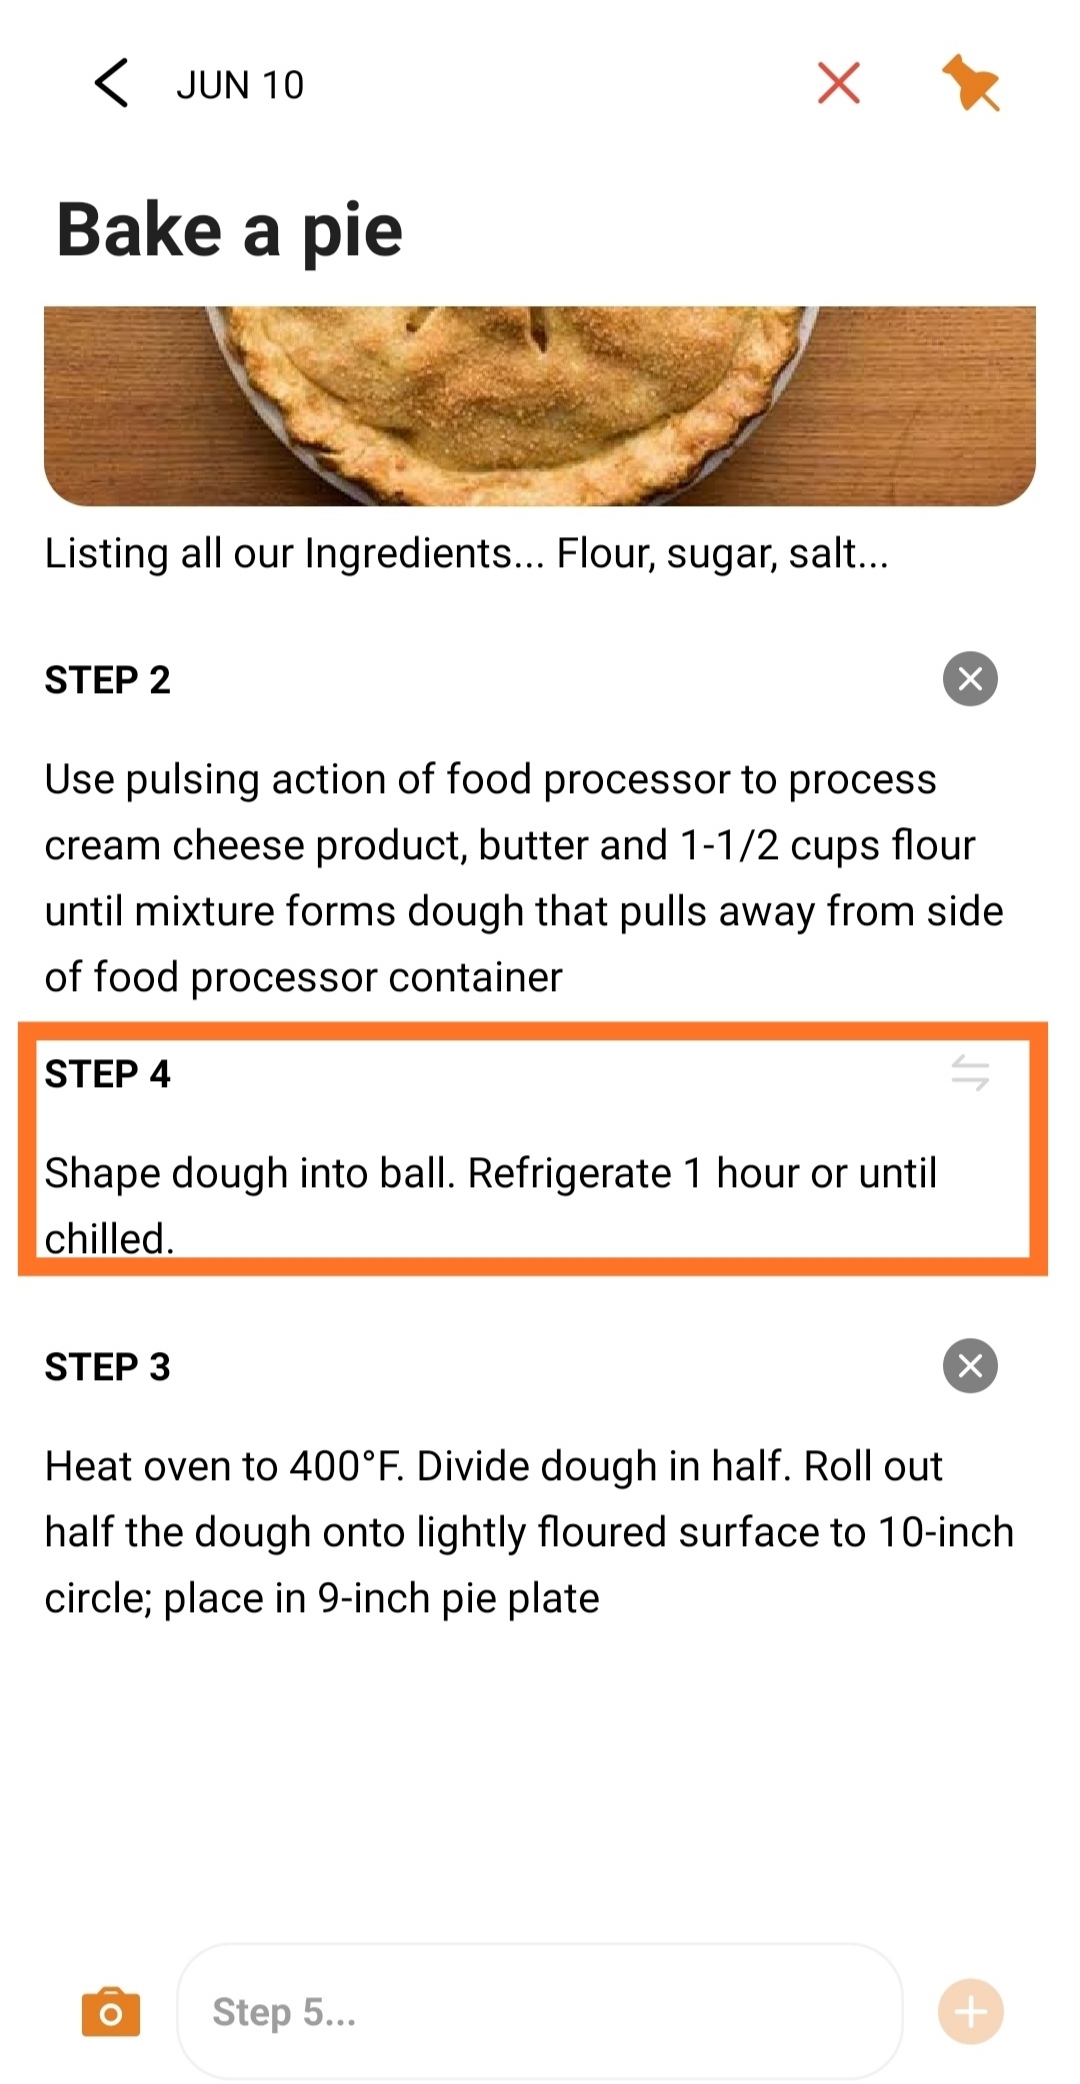 JUN 10
Bake a pie
Listing all our Ingredients... Flour, sugar, salt...
STEP 2
Use pulsing action of food processor to process
cream cheese product, butter and 1-1/2 cups flour
until mixture forms dough that pulls away from side
of food processor container
STEP 4
Shape dough into ball. Refrigerate 1 hour or until
chilled.
STEP 3
Heat oven to 400°F. Divide dough in half. Roll out
half the dough onto lightly floured surface to 10-inch
circle; place in 9-inch pie plate
Step 5...